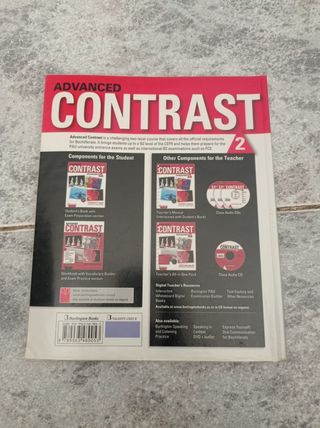 ADVANCED
CONTRAST
2
Advanced Contrast is a challenging two-level course that covers all the official requirements
for Bachillerato. It brings students up to a B2 level of the CEFR and helps them prepare for the
PAU university entrance exams as well as international B2 examinations such as FCE.
Components for the Student
CONTRAST
Student's Book with
Exam Preparation section
CONTRAST
Workbook with Vocabulary Builder
and Exam Practice section
Other Components for the Teacher
CONTRAST
Teacher's Manual
Class Audio CDs
CONTRAST
Teacher's All-in-One Pack
CONTRAST
Class Audio CD
Digital Teacher's Resources
Interactive
Whiteboard Digital
Books
Burlington PAU
Examination Builder
Test Factory and
Other Resources
Also available:
Burlington Speaking
and Listening
Practice
Speaking in
Context
DVD + audio
Express Yourself:
Oral Communication
for Bachillerato
Burlington Books